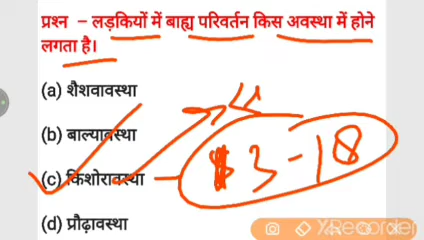 प्रश्न – लड़कियों में बाह्य परिवर्तन किस अवस्था में होने
लगता है।
(a) शैशवावस्था
(b) बाल्यावस्था
(c) किशोरावस्था
13-18
(d) प्रौढ़ावस्था
XRecorder